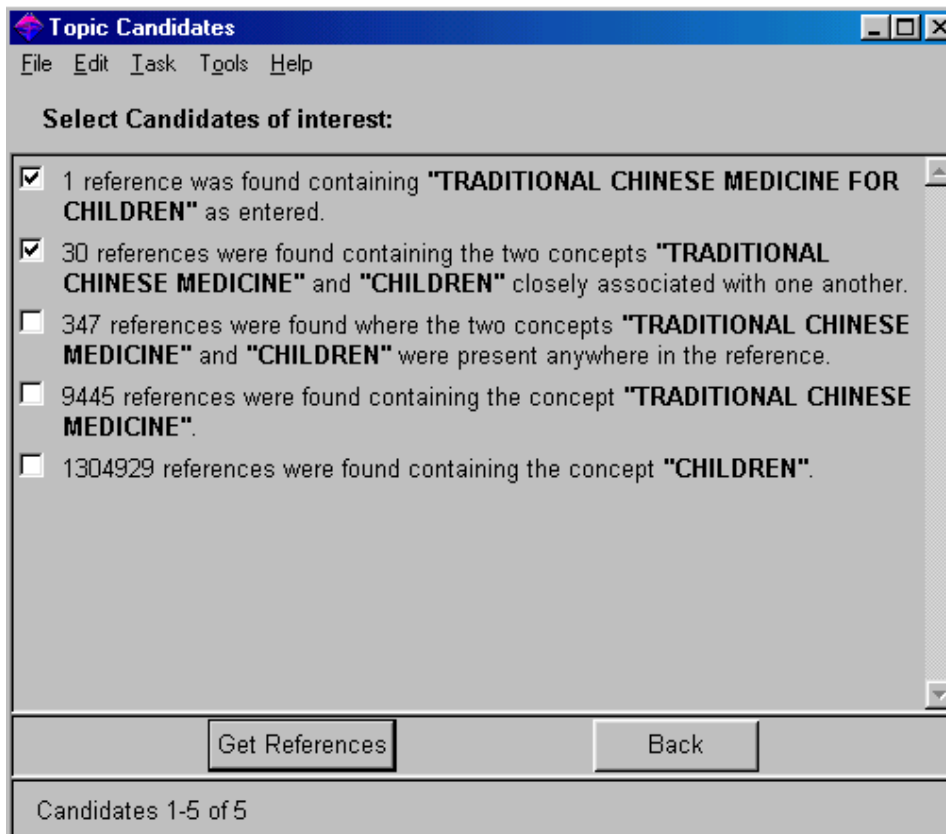 Topic Candidates
File Edit Task Tools Help
Select Candidates of interest:
1 reference was found containing "TRADITIONAL CHINESE MEDICINE FOR
CHILDREN" as entered.
30 references were found containing the two concepts "TRADITIONAL
CHINESE MEDICINE" and "CHILDREN" closely associated with one another.
347 references were found where the two concepts "TRADITIONAL CHINESE
MEDICINE" and "CHILDREN" were present anywhere in the reference.
9445 references were found containing the concept "TRADITIONAL CHINESE
MEDICINE".
1304929 references were found containing the concept "CHILDREN".
Get References Back
Candidates 1-5 of 5